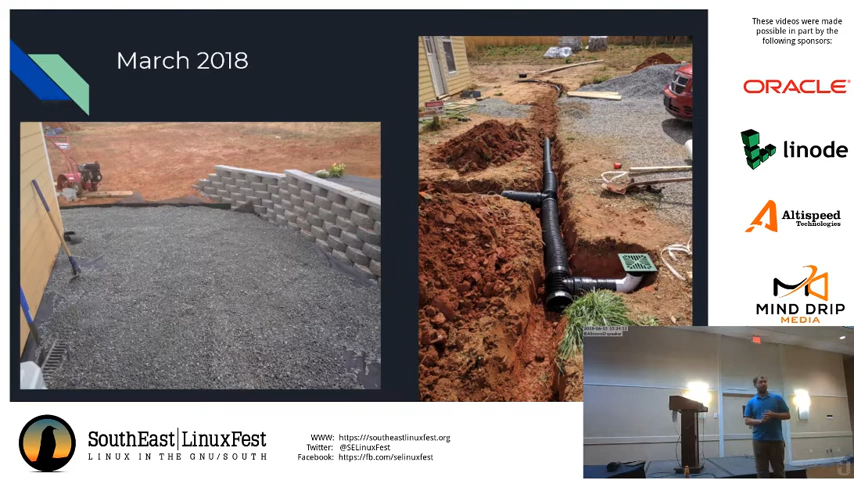 These videos were made
possible in part by the
following sponsors:
March 2018
ORACLE
linode
Altispeed
Technologies
MIND DRIP
MEDIA
SouthEast|LinuxFest
LINUX IN THE GNU/SOUTH
WWW: https:///southeastlinuxfest.org
Twitter: @SELinuxFest
Facebook: https://fb.com/selinuxfest